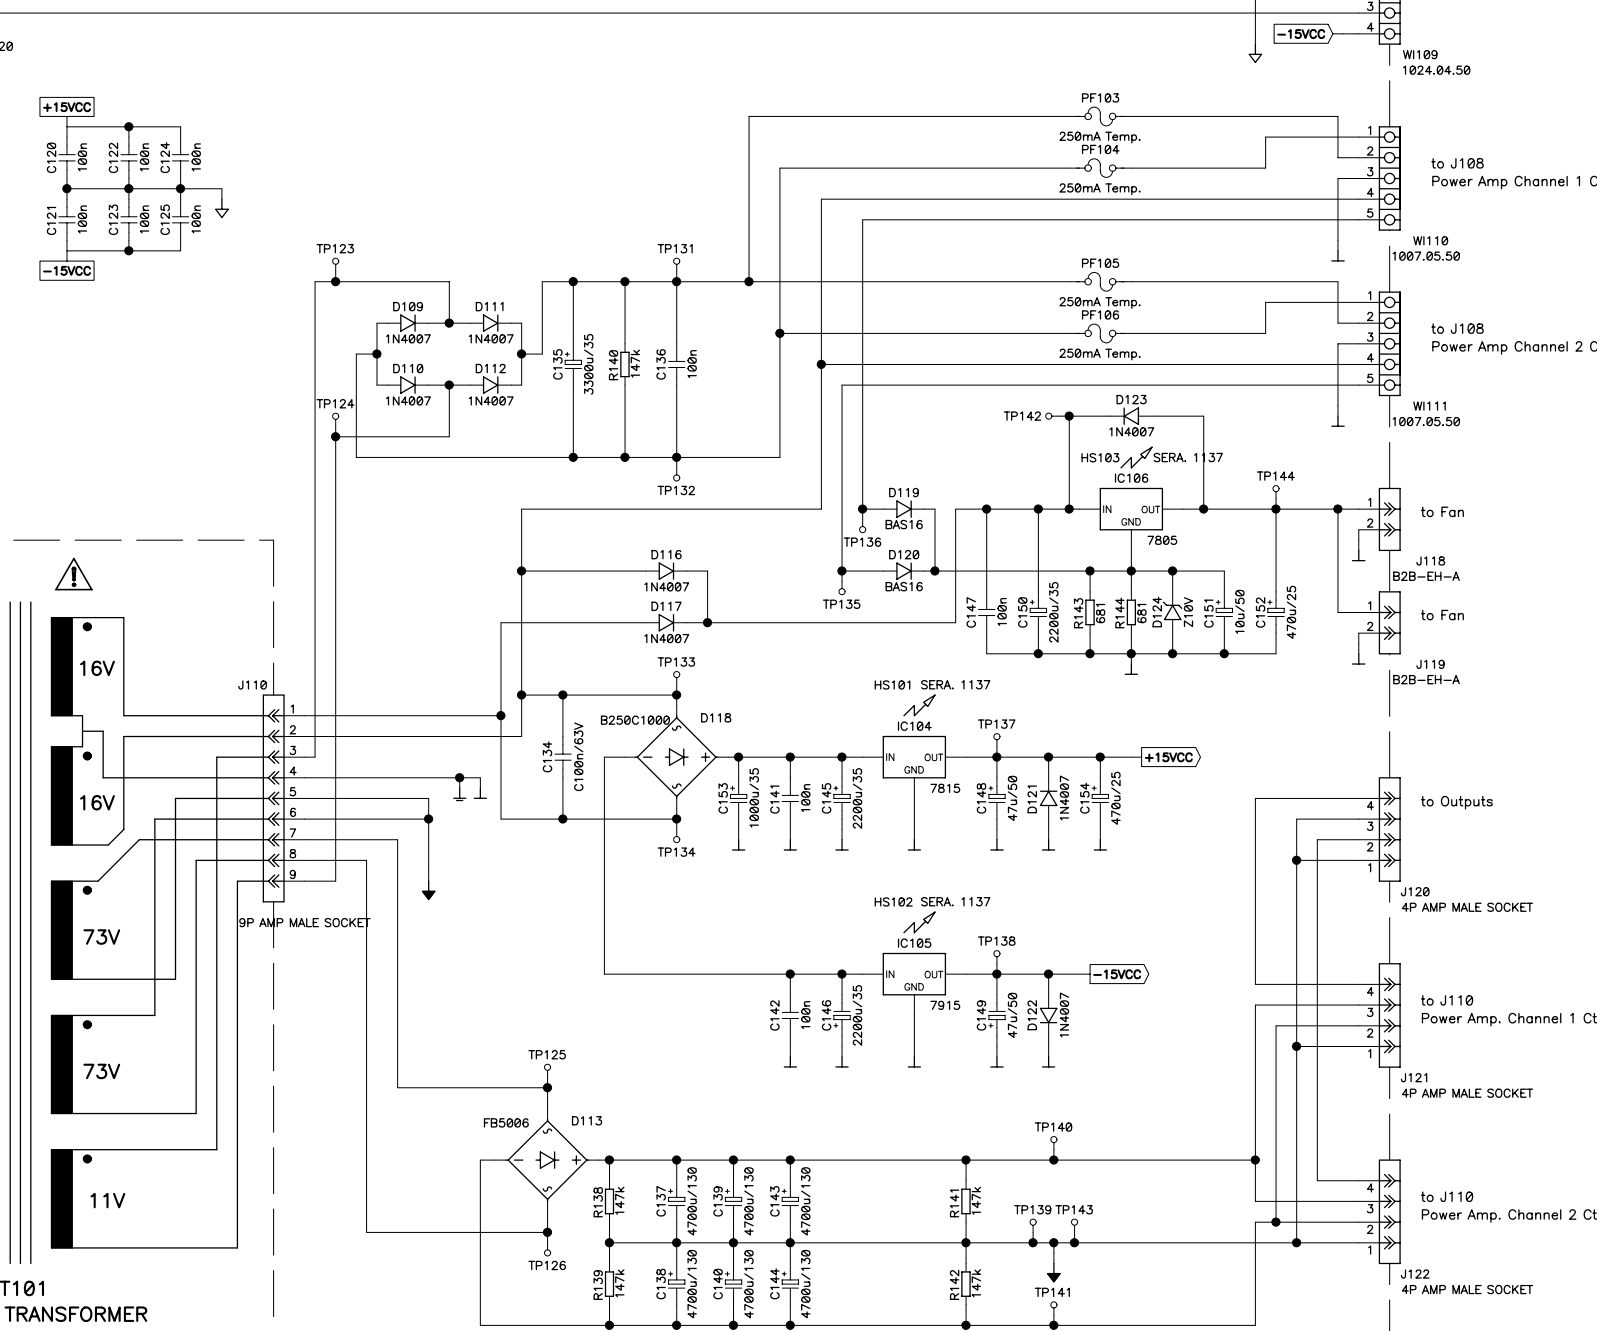 3
-15VCC
4
WI109
1024.04.50
20
+15VCC
C120
100n
C122
100n
C124
100n
C121
100n
C123
100n
C125
100n
-15VCC
PF103
250mA Temp.
PF104
250mA Temp.
1
2
3
4
5
to J108
Power Amp Channel 1 C
WI110
1007.05.50
TP123
TP131
PF105
250mA Temp.
PF106
250mA Temp.
1
2
3
4
5
to J108
Power Amp Channel 2 C
WI111
1007.05.50
D109
1N4007
D111
1N4007
D110
1N4007
D112
1N4007
C135
+
3300u/35
R140
147k
C136
100n
TP124
TP132
TP142
D123
1N4007
HS103
SERA. 1137
IC106
IN
OUT
GND
7805
TP144
1
2
to Fan
J118
B2B-EH-A
1
2
to Fan
J119
B2B-EH-A
D119
BAS16
TP136
D120
BAS16
TP135
D116
1N4007
D117
1N4007
C147
100n
C150
+
2200u/35
R143
681
R144
681
D124
Z10V
C151
+
10u/50
C152
+
470u/25
!
16V
16V
73V
73V
11V
T101
TRANSFORMER
J110
1
2
3
4
5
6
7
8
9
9P AMP MALE SOCKET
TP133
B250C1000
D118
-
+
C134
C100n/63V
TP134
HS101 SERA. 1137
IC104
IN
OUT
GND
7815
TP137
+15VCC
C153
+
1000u/35
C141
100n
C145
+
2200u/35
C148
+
47u/50
D121
1N4007
C154
+
470u/25
HS102 SERA. 1137
IC105
IN
OUT
GND
7915
TP138
-15VCC
C142
100n
C146
+
2200u/35
C149
+
47u/50
D122
1N4007
4
3
2
1
to Outputs
J120
4P AMP MALE SOCKET
4
3
2
1
to J110
Power Amp. Channel 1 Ct
J121
4P AMP MALE SOCKET
TP125
FB5006
D113
-
+
TP126
R138
147k
C137
+
4700u/130
C139
+
4700u/130
C143
+
4700u/130
R141
147k
TP140
TP139
TP143
R139
147k
C138
+
4700u/130
C140
+
4700u/130
C144
+
4700u/130
R142
147k
TP141
4
3
2
1
to J110
Power Amp. Channel 2 Ct
J122
4P AMP MALE SOCKET